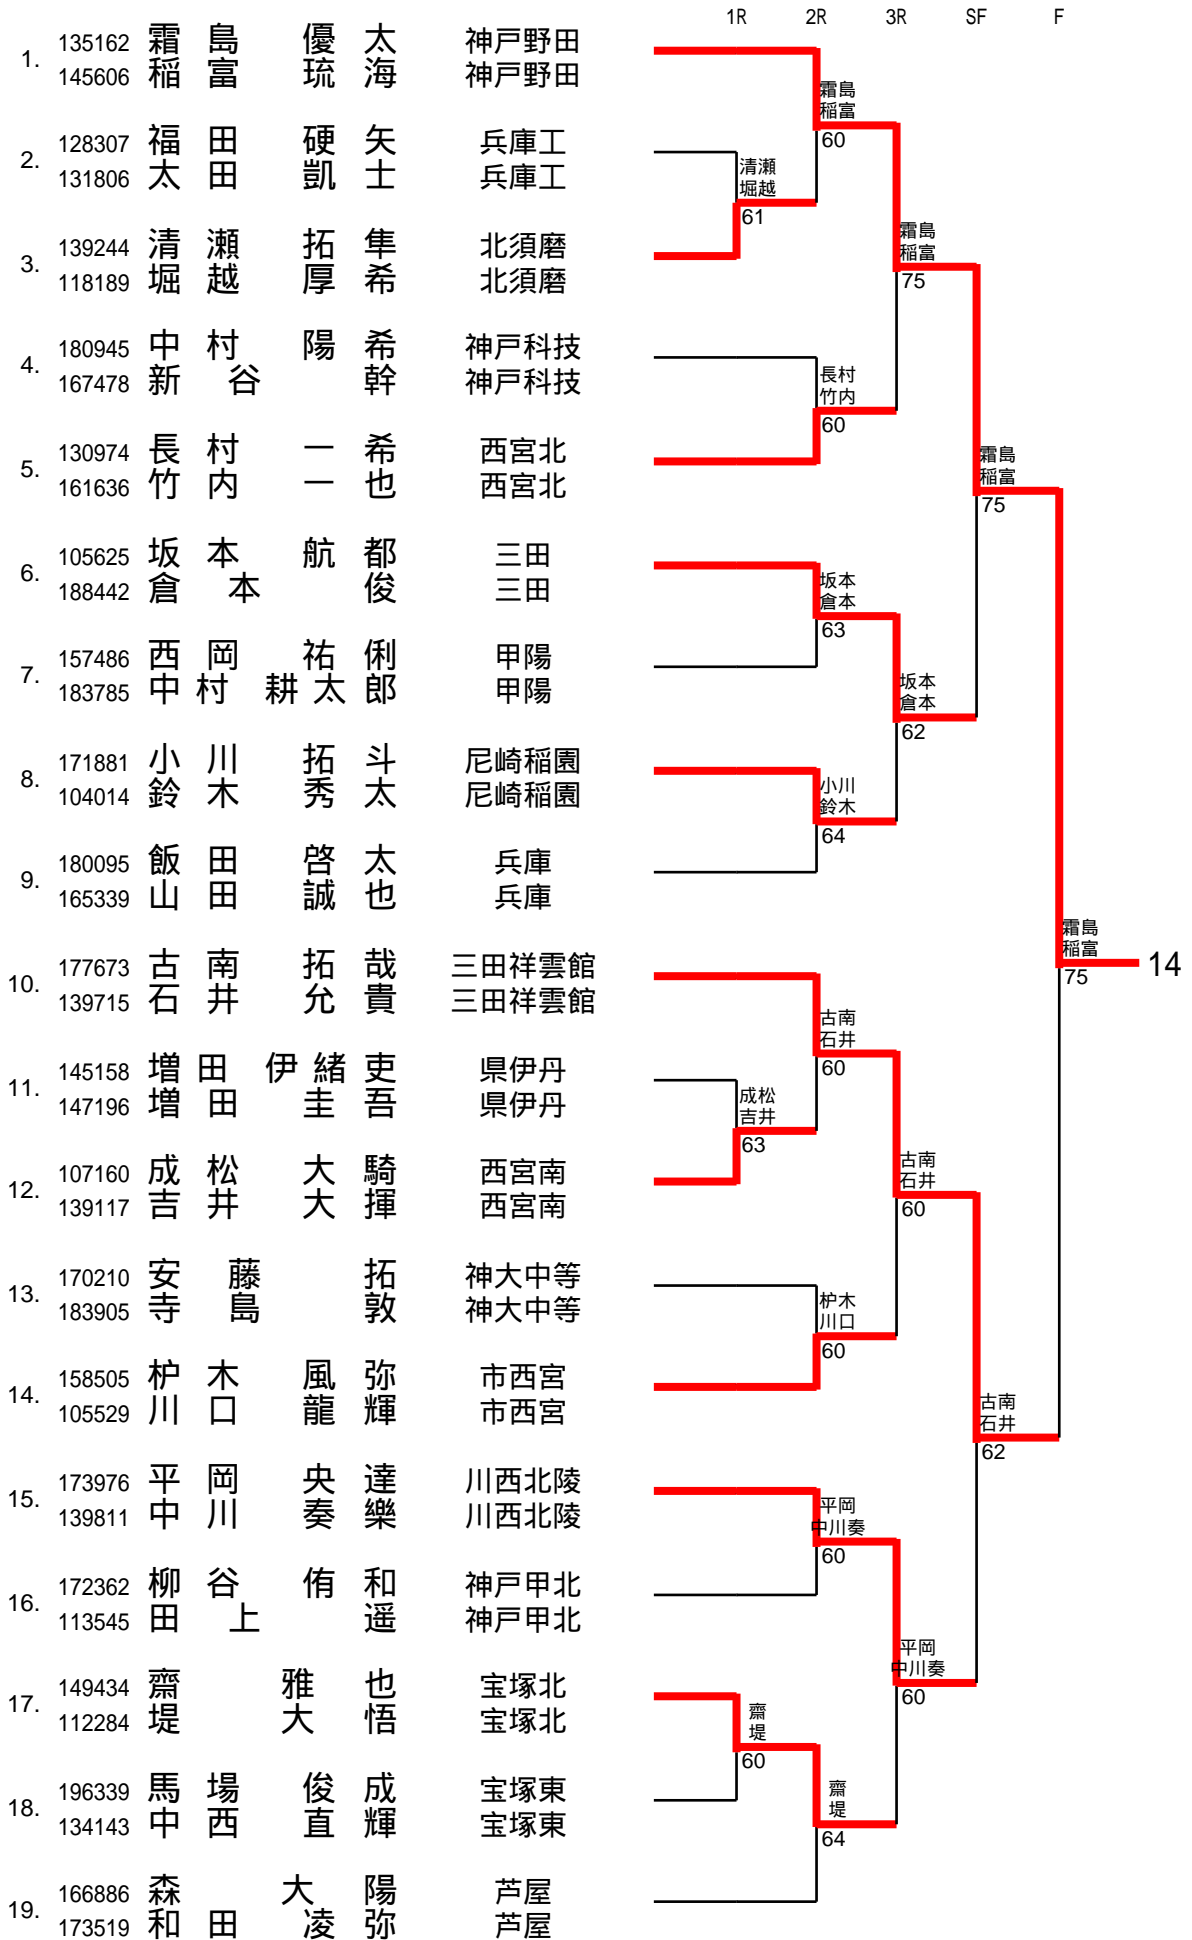 1R 2R 3R SF F
1. 135162 霜島 優太 神戸野田
145606 稲富 琉海 神戸野田
霜島
稲富
60
2. 128307 福田 硬矢 兵庫工
131806 太田 凱士 兵庫工
清瀬
堀越
61
3. 139244 清瀬 拓隼 北須磨
118189 堀越 厚希 北須磨
霜島
稲富
75
4. 180945 中村 陽希 神戸科技
167478 新谷 幹 神戸科技
長村
竹内
60
5. 130974 長村 一希 西宮北
161636 竹内 一也 西宮北
霜島
稲富
75
6. 105625 坂本 航都 三田
188442 倉本 俊 三田
坂本
倉本
63
7. 157486 西岡 祐俐 甲陽
183785 中村 耕太郎 甲陽
坂本
倉本
62
8. 171881 小川 拓斗 尼崎稲園
104014 鈴木 秀太 尼崎稲園
小川
鈴木
64
9. 180095 飯田 啓太 兵庫
165339 山田 誠也 兵庫
霜島
稲富
75
14
10. 177673 古南 拓哉 三田祥雲館
139715 石井 允貴 三田祥雲館
古南
石井
60
11. 145158 増田 伊緒吏 県伊丹
147196 増田 圭吾 県伊丹
成松
吉井
63
12. 107160 成松 大騎 西宮南
139117 吉井 大揮 西宮南
古南
石井
60
13. 170210 安藤 拓 神大中等
183905 寺島 敦 神大中等
枦木
川口
60
14. 158505 枦木 風弥 市西宮
105529 川口 龍輝 市西宮
古南
石井
62
15. 173976 平岡 央達 川西北陵
139811 中川 奏樂 川西北陵
平岡
中川奏
60
16. 172362 柳谷 侑和 神戸甲北
113545 田上 遥 神戸甲北
平岡
中川奏
60
17. 149434 齋 雅也 宝塚北
112284 堤 大悟 宝塚北
齋
堤
60
18. 196339 馬場 俊成 宝塚東
134143 中西 直輝 宝塚東
齋
堤
64
19. 166886 森 大陽 芦屋
173519 和田 凌弥 芦屋